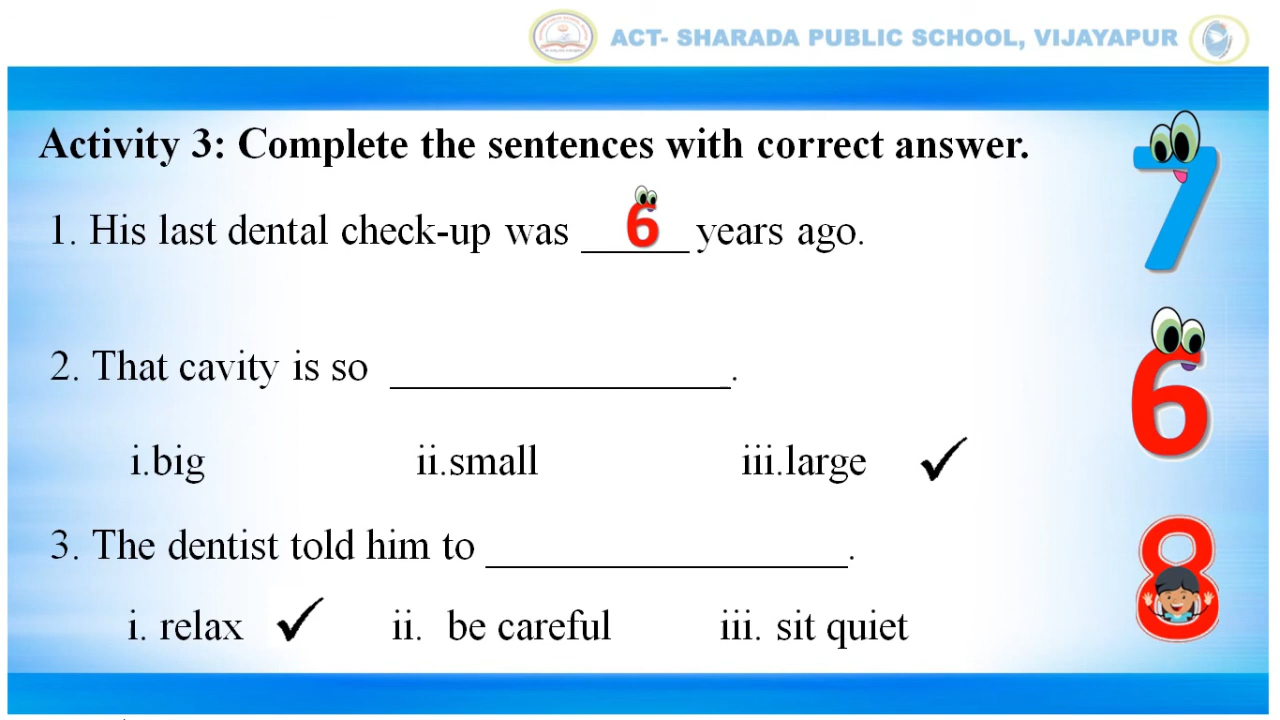 ACT- SHARADA PUBLIC SCHOOL, VIJAYAPUR
Activity 3: Complete the sentences with correct answer.
1. His last dental check-up was __6__ years ago.
7
2. That cavity is so ________________.
6
i.big ii.small iii.large ✓
3. The dentist told him to _________________.
8
i. relax ✓ ii. be careful iii. sit quiet